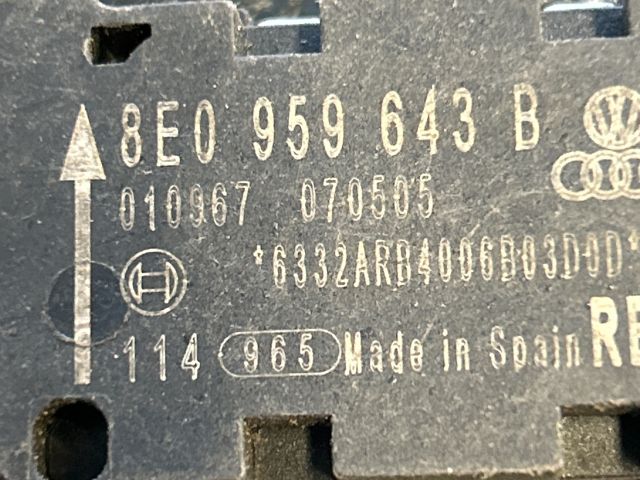 8E0 959 643 B
010967 070505
*6332ARB4006B03D0D*
114 965 Made in Spain